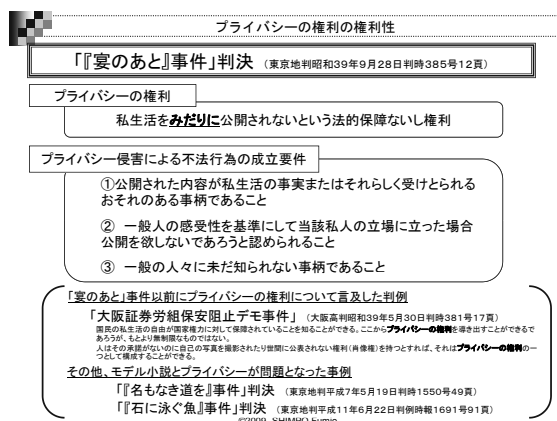 プライバシーの権利の権利性
「『宴のあと』事件」判決 （東京地判昭和39年9月28日判時385号12頁）
プライバシーの権利
私生活をみだりに公開されないという法的保障ないし権利
プライバシー侵害による不法行為の成立要件
①公開された内容が私生活の事実またはそれらしく受けとられる
おそれのある事柄であること
② 一般人の感受性を基準にして当該私人の立場に立った場合
公開を欲しないであろうと認められること
③ 一般の人々に未だ知られない事柄であること
「宴のあと」事件以前にプライバシーの権利について言及した判例
「大阪証券労組保安阻止デモ事件」 （大阪高判昭和39年5月30日判時381号17頁）
国民の私生活の自由が国家権力に対して保障されていることを知ることができる。ここからプライバシーの権利を導き出すことができるで
あろうが、もとより無制限なものではない。
人はその承諾がないのに自己の写真を撮影されたり世間に公表されない権利（肖像権）を持つとすれば、それはプライバシーの権利の一
つとして構成することができる。
その他、モデル小説とプライバシーが問題となった事例
「『名もなき道を』事件」判決 （東京地判平成7年5月19日判時1550号49頁）
「『石に泳ぐ魚』事件」判決 （東京地判平成11年6月22日判例時報1691号91頁）
©2009 SHIMPO Fumio